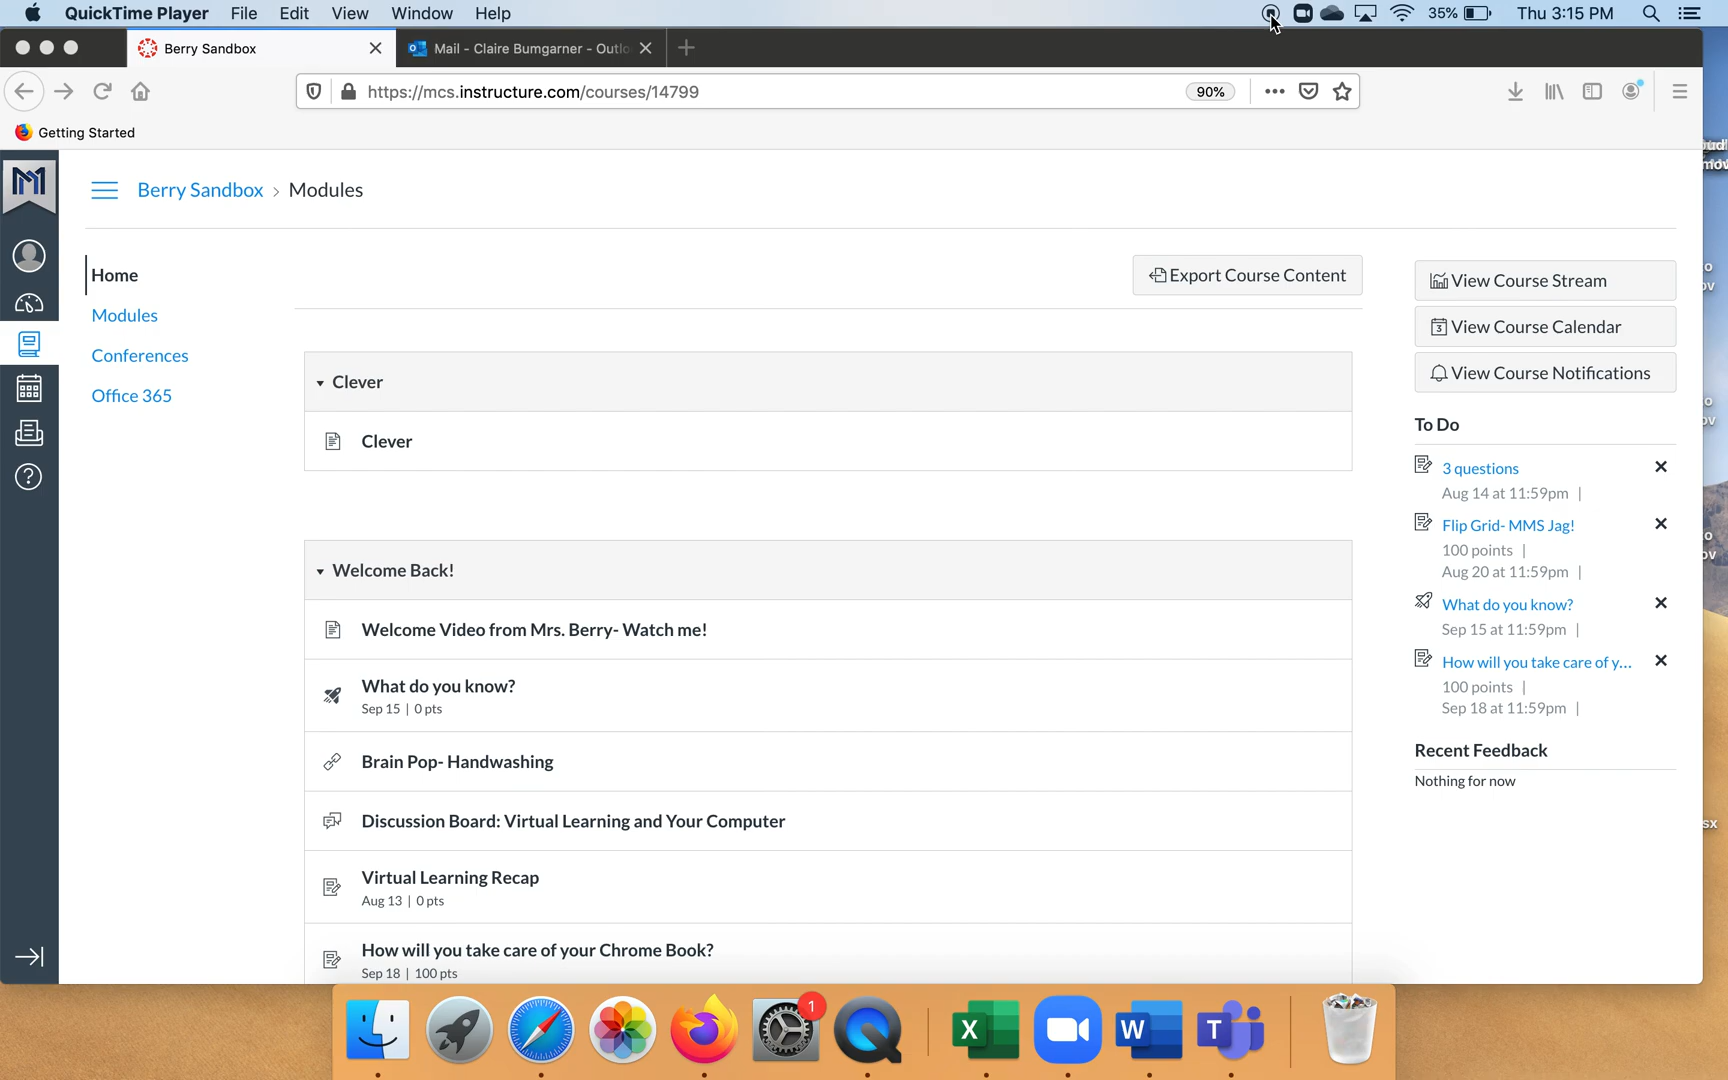 QuickTime Player File Edit View Window Help
35% Thu 3:15 PM
Berry Sandbox
Mail - Claire Bumgarner - Outlo
https://mcs.instructure.com/courses/14799
90%
Getting Started
Berry Sandbox > Modules
Home
Modules
Conferences
Office 365
Export Course Content
Clever
Clever
Welcome Back!
Welcome Video from Mrs. Berry- Watch me!
What do you know?
Sep 15 | 0 pts
Brain Pop- Handwashing
Discussion Board: Virtual Learning and Your Computer
Virtual Learning Recap
Aug 13 | 0 pts
How will you take care of your Chrome Book?
Sep 18 | 100 pts
View Course Stream
View Course Calendar
View Course Notifications
To Do
3 questions
Aug 14 at 11:59pm |
Flip Grid- MMS Jag!
100 points |
Aug 20 at 11:59pm |
What do you know?
Sep 15 at 11:59pm |
How will you take care of y...
100 points |
Sep 18 at 11:59pm |
Recent Feedback
Nothing for now
1
X
W
T